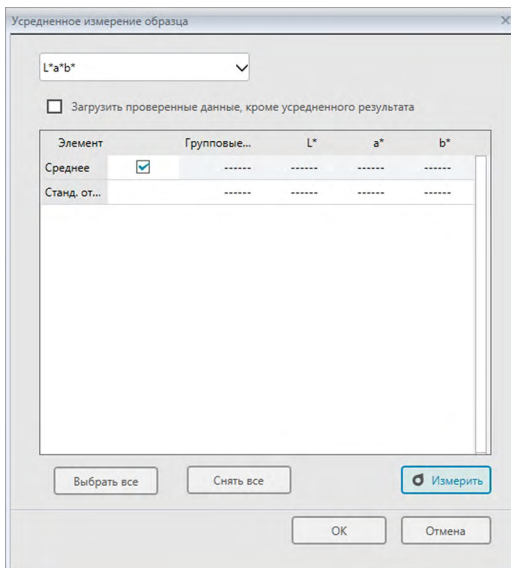 Усредненное измерение образца
L*a*b*
Загрузить проверенные данные, кроме усредненного результата
Элемент Групповые... L* a* b*
Среднее ------ ------ ------ ------
Станд. от... ------ ------ ------ ------
Выбрать все Снять все Измерить
OK Отмена